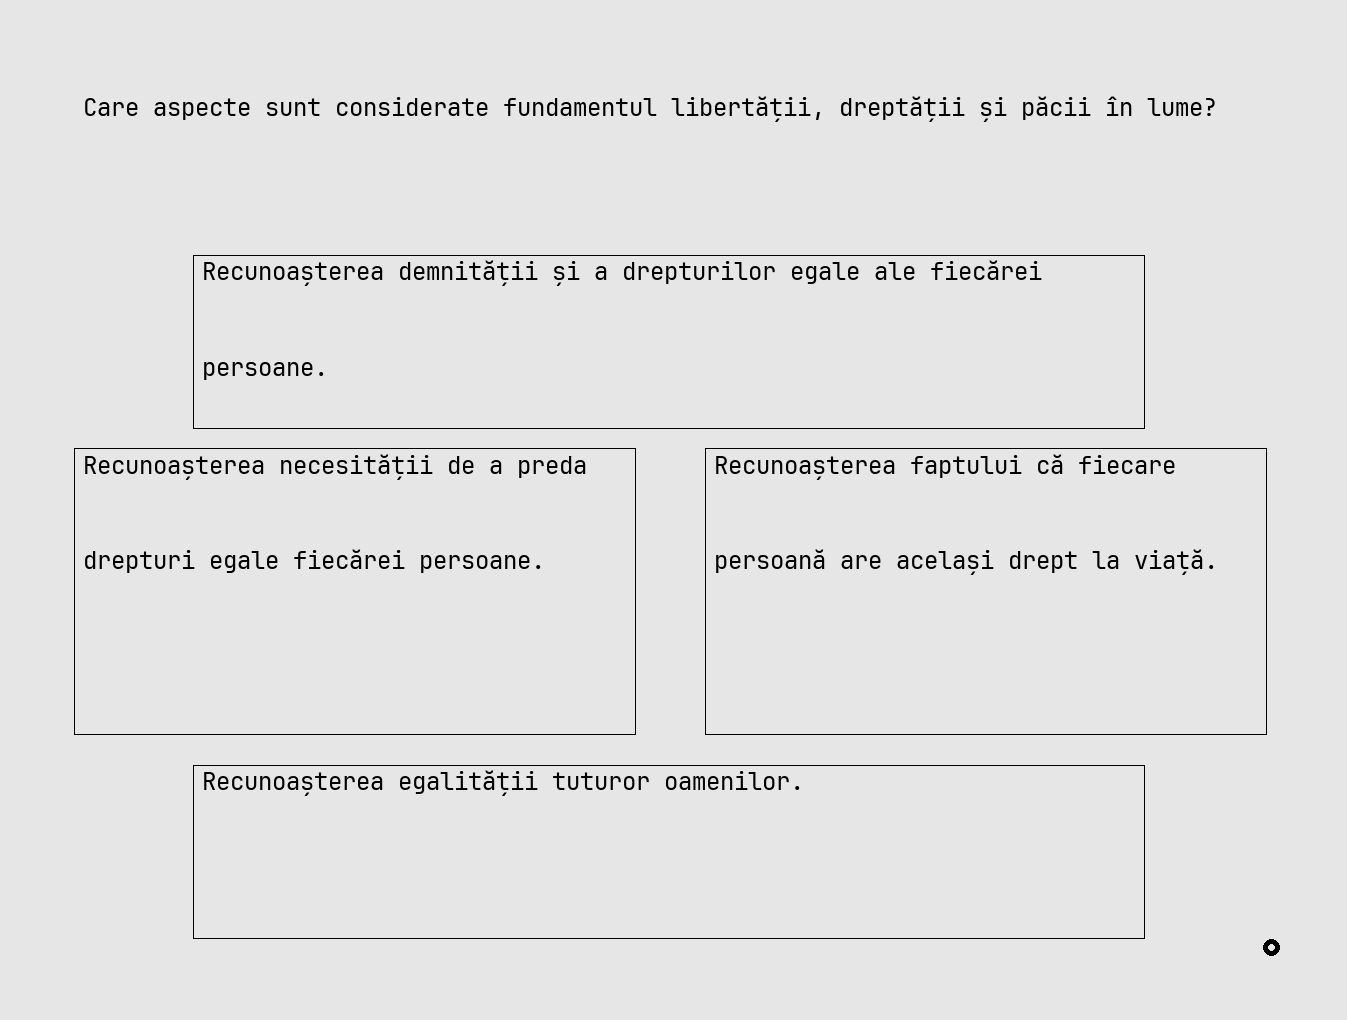 Care aspecte sunt considerate fundamentul libertății, dreptății și păcii în lume?
Recunoașterea demnității și a drepturilor egale ale fiecărei
persoane.
Recunoașterea necesității de a preda
drepturi egale fiecărei persoane.
Recunoașterea faptului că fiecare
persoană are același drept la viață.
Recunoașterea egalității tuturor oamenilor.